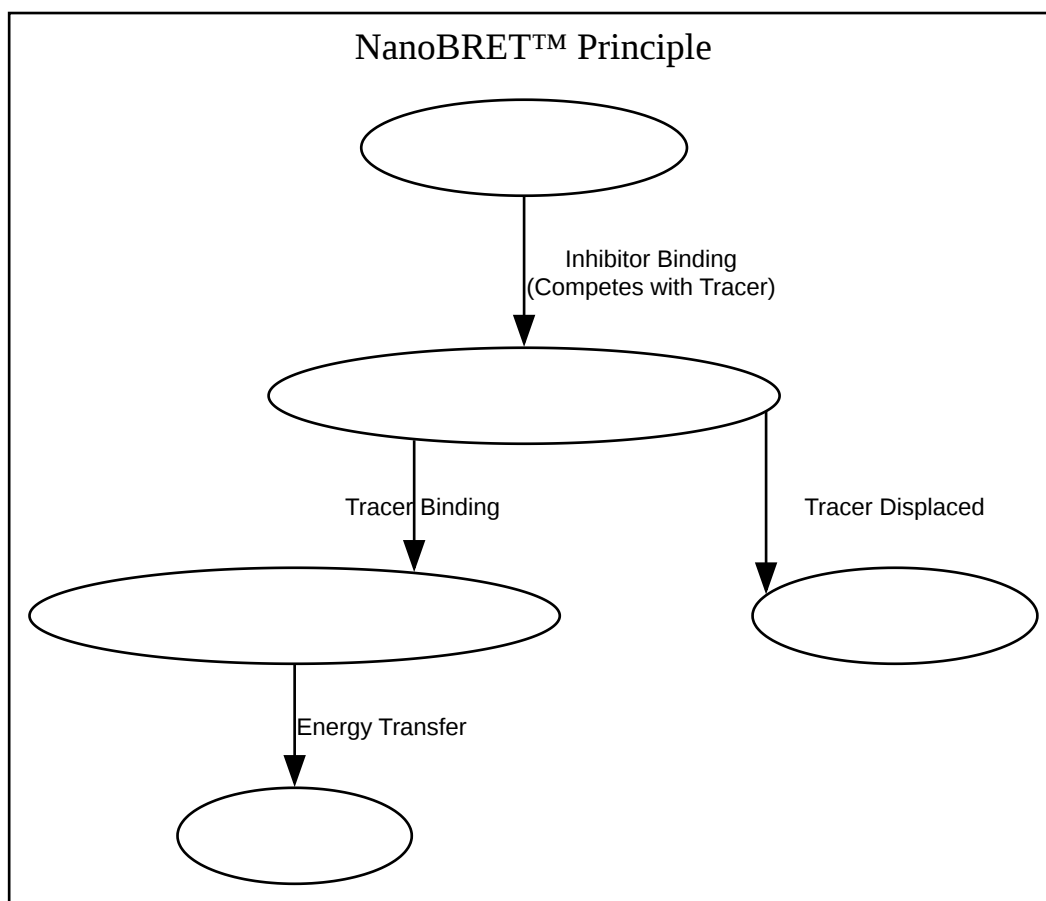 NanoBRET™ Principle
Inhibitor Binding
(Competes with Tracer)
Tracer Binding
Tracer Displaced
Energy Transfer